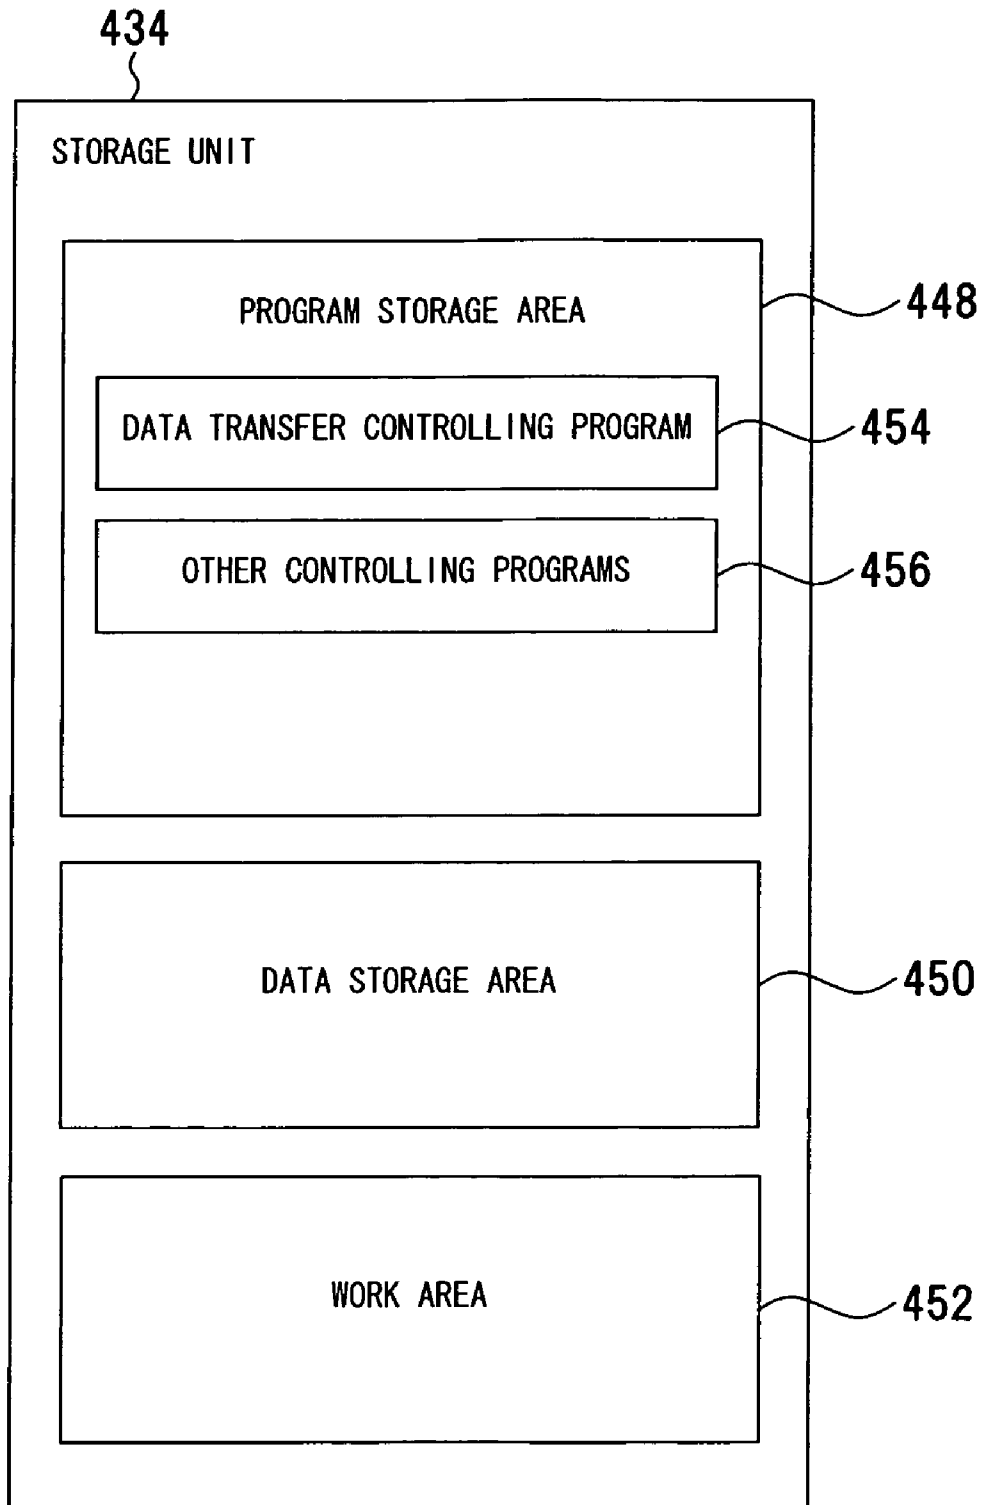 434
STORAGE UNIT
PROGRAM STORAGE AREA
448
DATA TRANSFER CONTROLLING PROGRAM
454
OTHER CONTROLLING PROGRAMS
456
DATA STORAGE AREA
450
WORK AREA
452